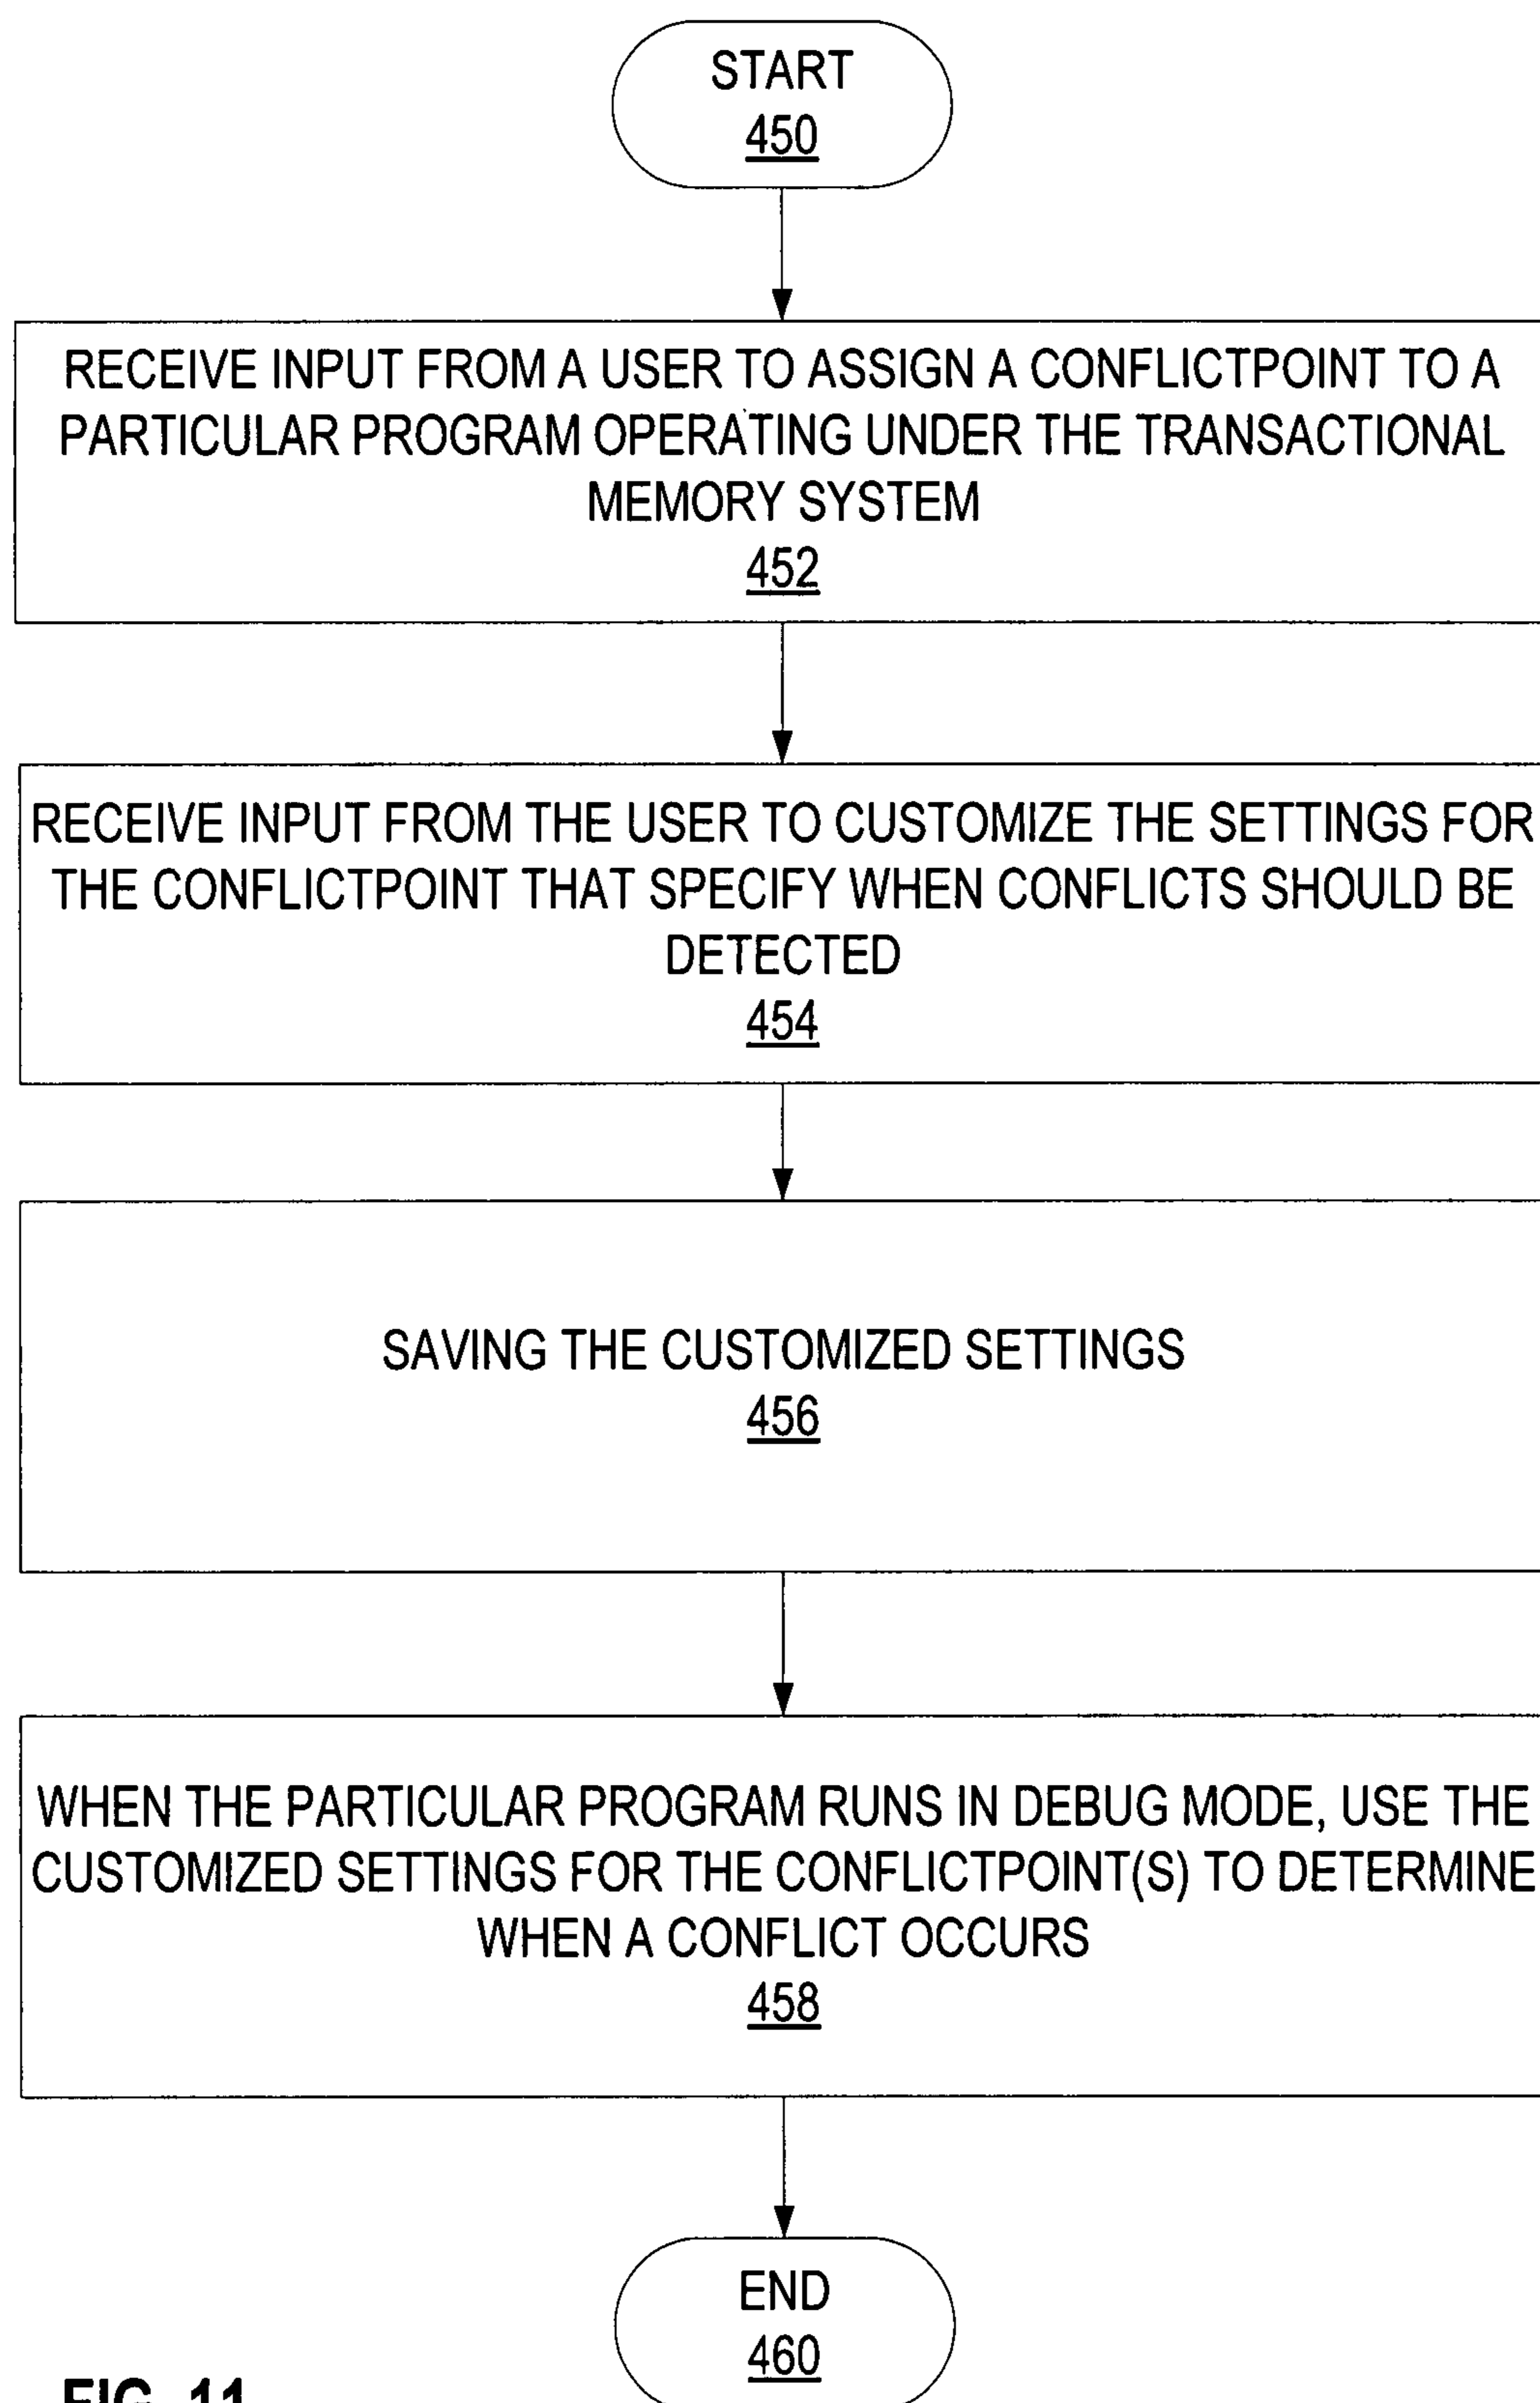 START
450
RECEIVE INPUT FROM A USER TO ASSIGN A CONFLICTPOINT TO A
PARTICULAR PROGRAM OPERATING UNDER THE TRANSACTIONAL
MEMORY SYSTEM
452
RECEIVE INPUT FROM THE USER TO CUSTOMIZE THE SETTINGS FOR
THE CONFLICTPOINT THAT SPECIFY WHEN CONFLICTS SHOULD BE
DETECTED
454
SAVING THE CUSTOMIZED SETTINGS
456
WHEN THE PARTICULAR PROGRAM RUNS IN DEBUG MODE, USE THE
CUSTOMIZED SETTINGS FOR THE CONFLICTPOINT(S) TO DETERMINE
WHEN A CONFLICT OCCURS
458
END
460
FIG. 11